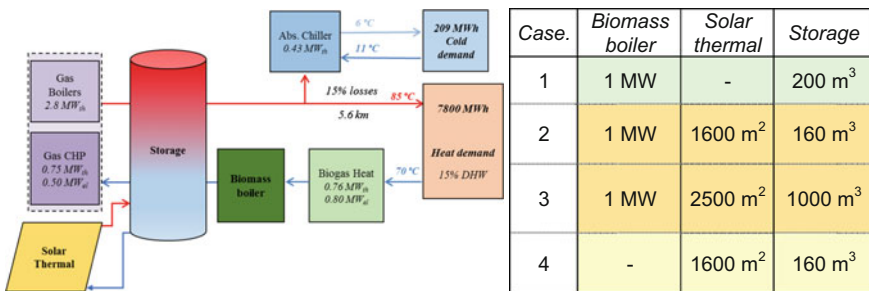 Abs. Chiller
0.43 MWth
6 °C
11 °C
209 MWh
Cold
demand
Gas
Boilers
2.8 MWth
15% losses
85 °C
5.6 km
7800 MWh
Heat demand
15% DHW
Gas CHP
0.75 MWth
0.50 MWel
Storage
Biomass
boiler
Biogas Heat
0.76 MWth
0.80 MWel
70 °C
Solar
Thermal
Case. Biomass boiler Solar thermal Storage
1 1 MW - 200 m³
2 1 MW 1600 m² 160 m³
3 1 MW 2500 m² 1000 m³
4 - 1600 m² 160 m³